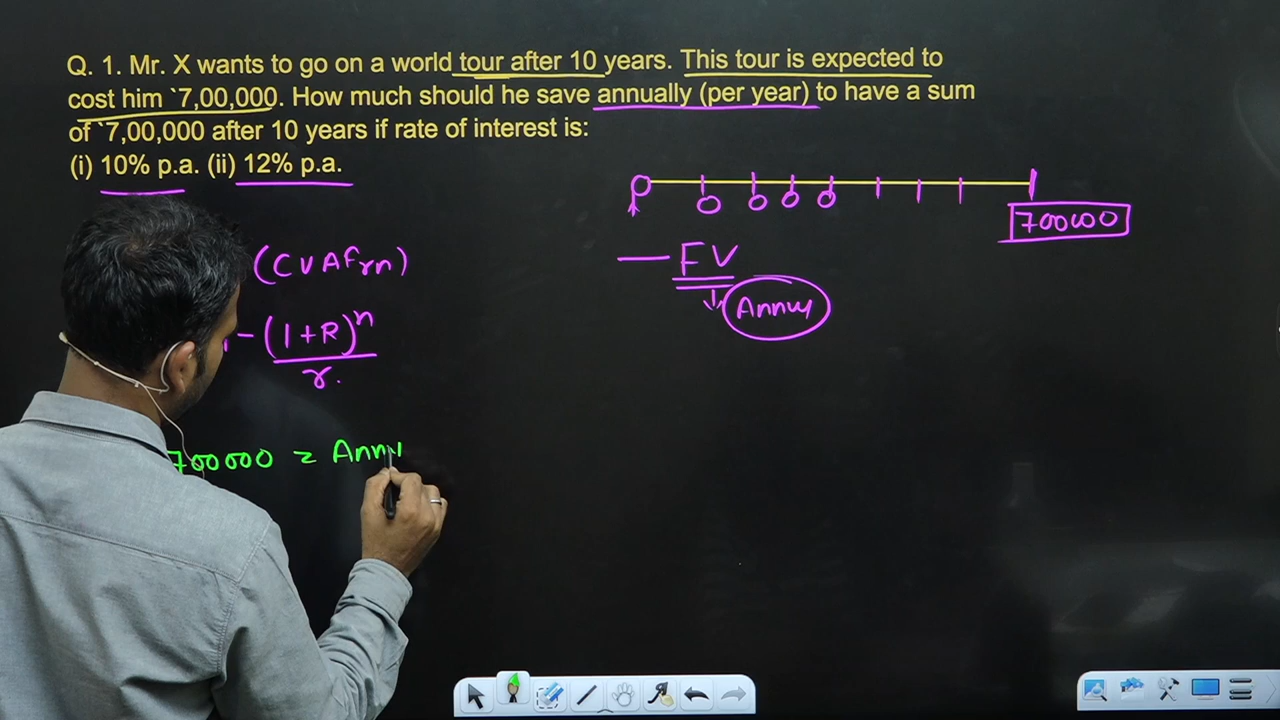 Q. 1. Mr. X wants to go on a world tour after 10 years. This tour is expected to
cost him `7,00,000. How much should he save annually (per year) to have a sum
of `7,00,000 after 10 years if rate of interest is:
(i) 10% p.a. (ii) 12% p.a.
700000
(CVAFrn)
FV
Annuy
- (1+R)^n
r.
700000 = Annu